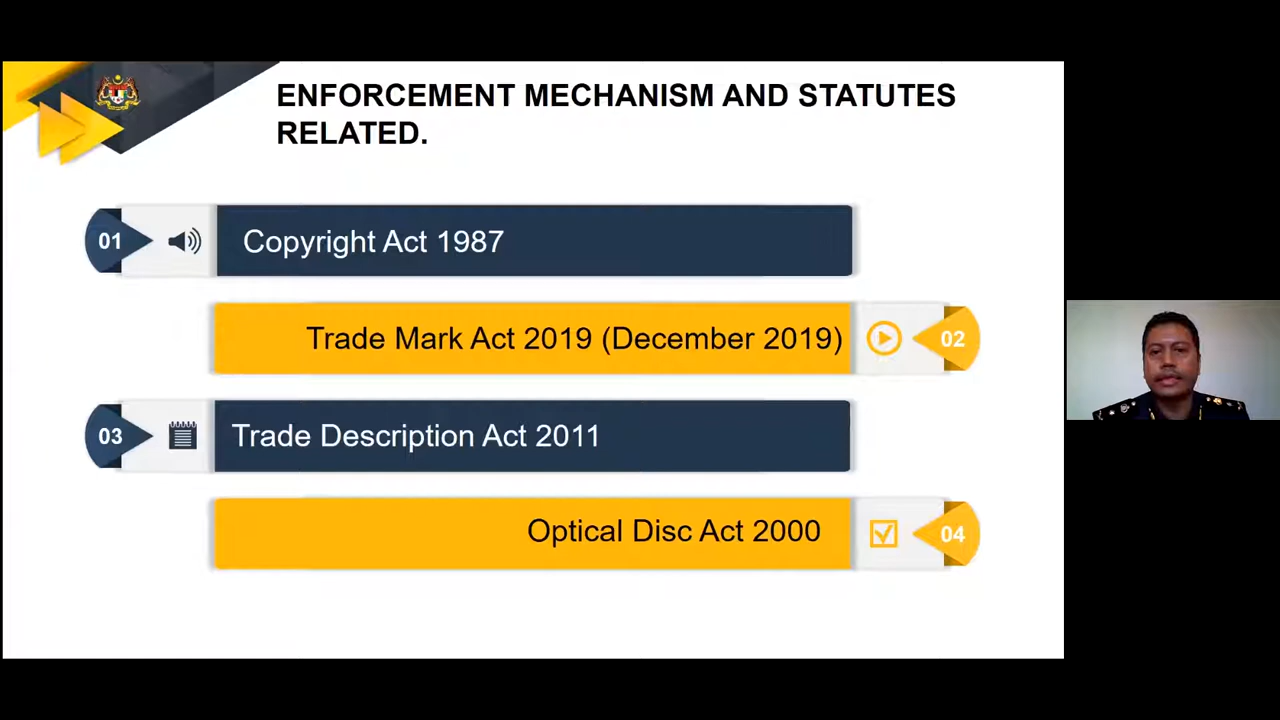 ENFORCEMENT MECHANISM AND STATUTES
RELATED.
01
Copyright Act 1987
Trade Mark Act 2019 (December 2019)
02
03
Trade Description Act 2011
Optical Disc Act 2000
04